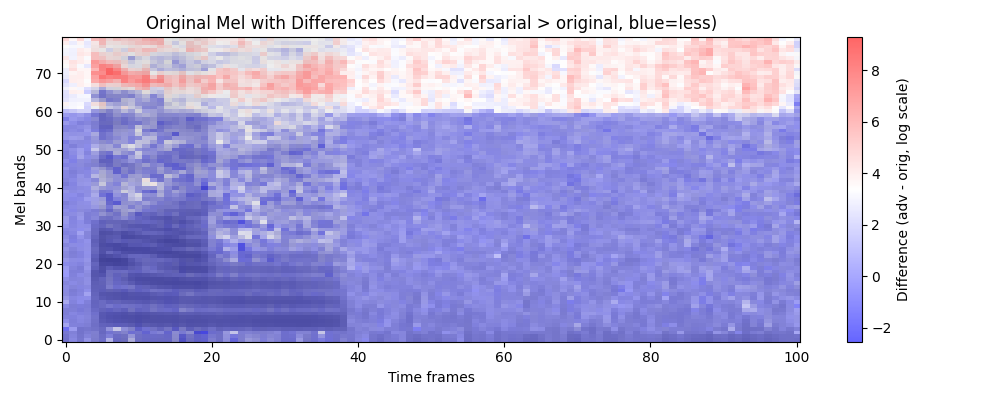 Original Mel with Differences (red=adversarial > original, blue=less)
Mel bands
70
60
50
40
30
20
10
0
0 20 40 60 80 100
Time frames
8
6
4
2
0
−2
Difference (adv - orig, log scale)